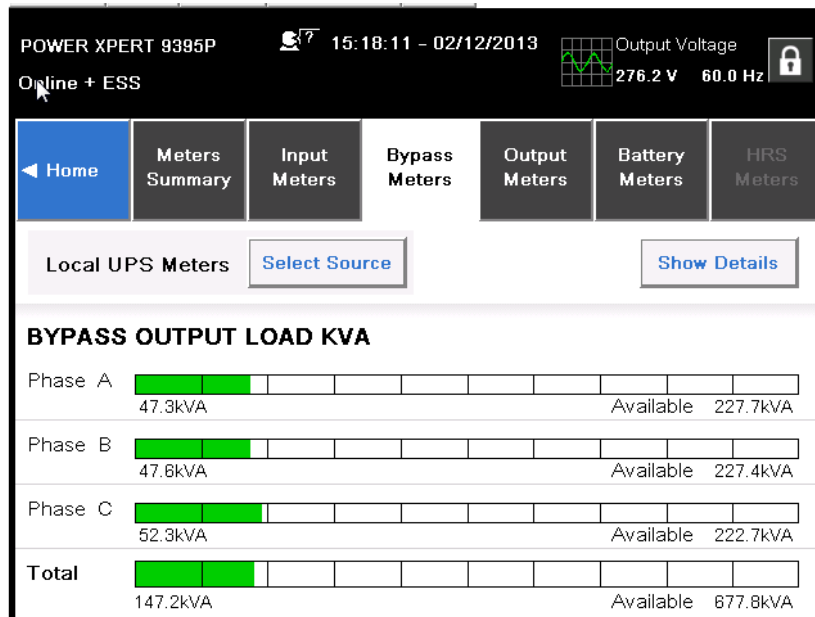 POWER XPERT 9395P
? 15:18:11 - 02/12/2013
Output Voltage
Online + ESS
276.2 V 60.0 Hz
Home
Meters Summary
Input Meters
Bypass Meters
Output Meters
Battery Meters
HRS Meters
Local UPS Meters
Select Source
Show Details
BYPASS OUTPUT LOAD KVA
Phase A
47.3kVA Available 227.7kVA
Phase B
47.6kVA Available 227.4kVA
Phase C
52.3kVA Available 222.7kVA
Total
147.2kVA Available 677.8kVA